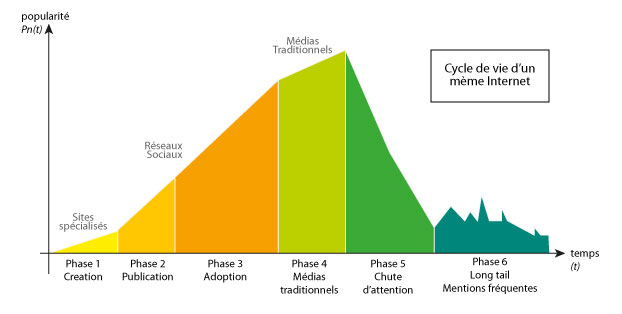 popularité
Pn(t)
Médias
Traditionnels
Cycle de vie d'un
mème Internet
Réseaux
Sociaux
Sites
spécialisés
temps
(t)
Phase 1
Creation
Phase 2
Publication
Phase 3
Adoption
Phase 4
Médias
traditionnels
Phase 5
Chute
d'attention
Phase 6
Long tail
Mentions fréquentes